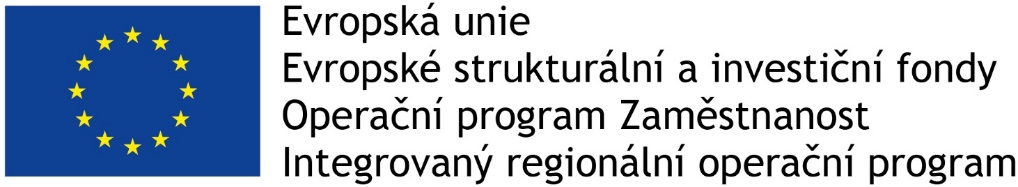 Evropská unie
Evropské strukturální a investiční fondy
Operační program Zaměstnanost
Integrovaný regionální operační program